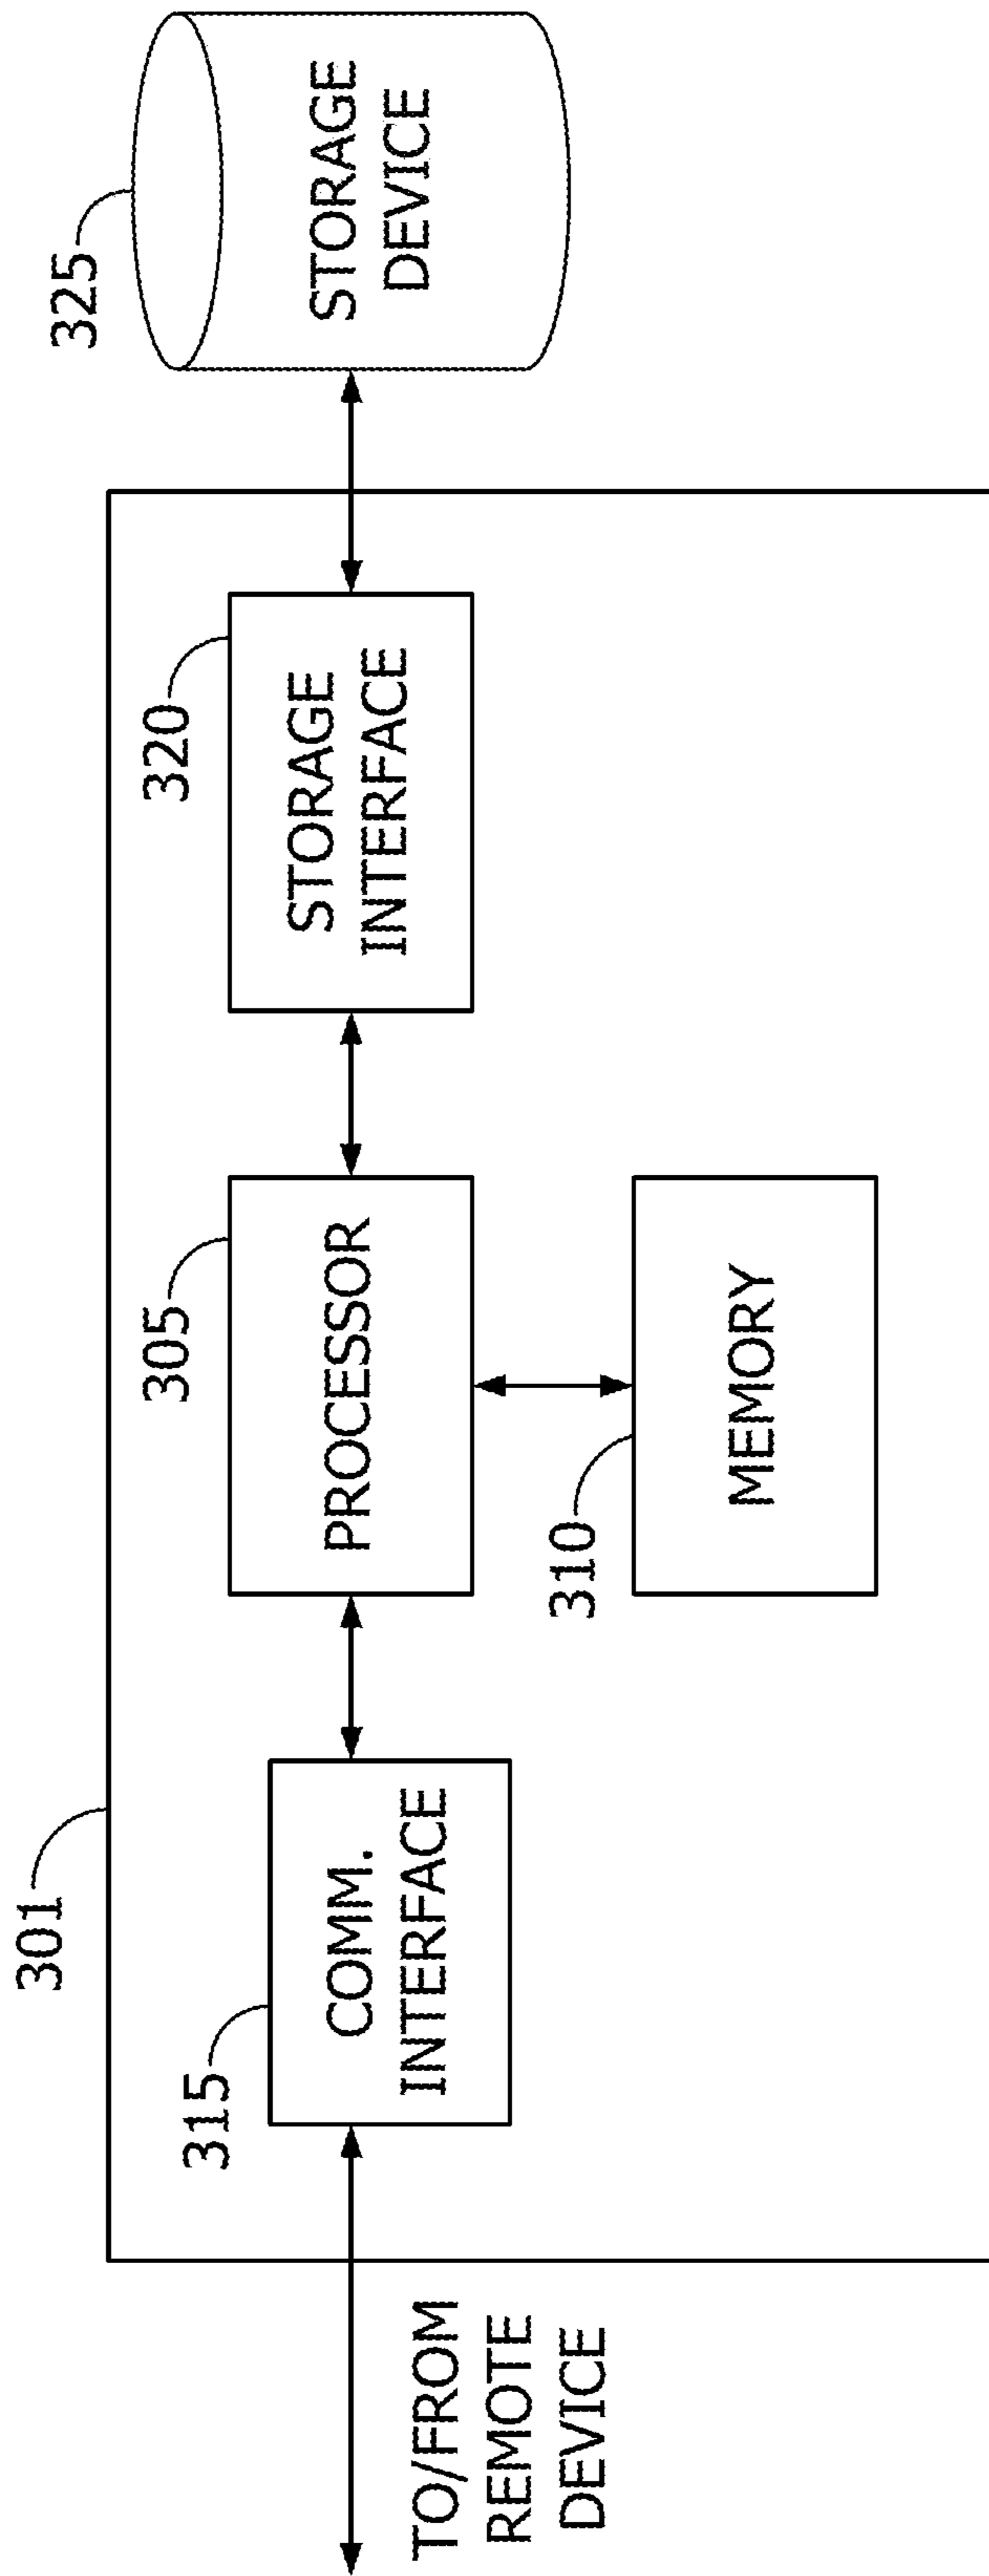 301
315
COMM.
INTERFACE
TO/FROM
REMOTE
DEVICE
305
PROCESSOR
310
MEMORY
320
STORAGE
INTERFACE
325
STORAGE
DEVICE